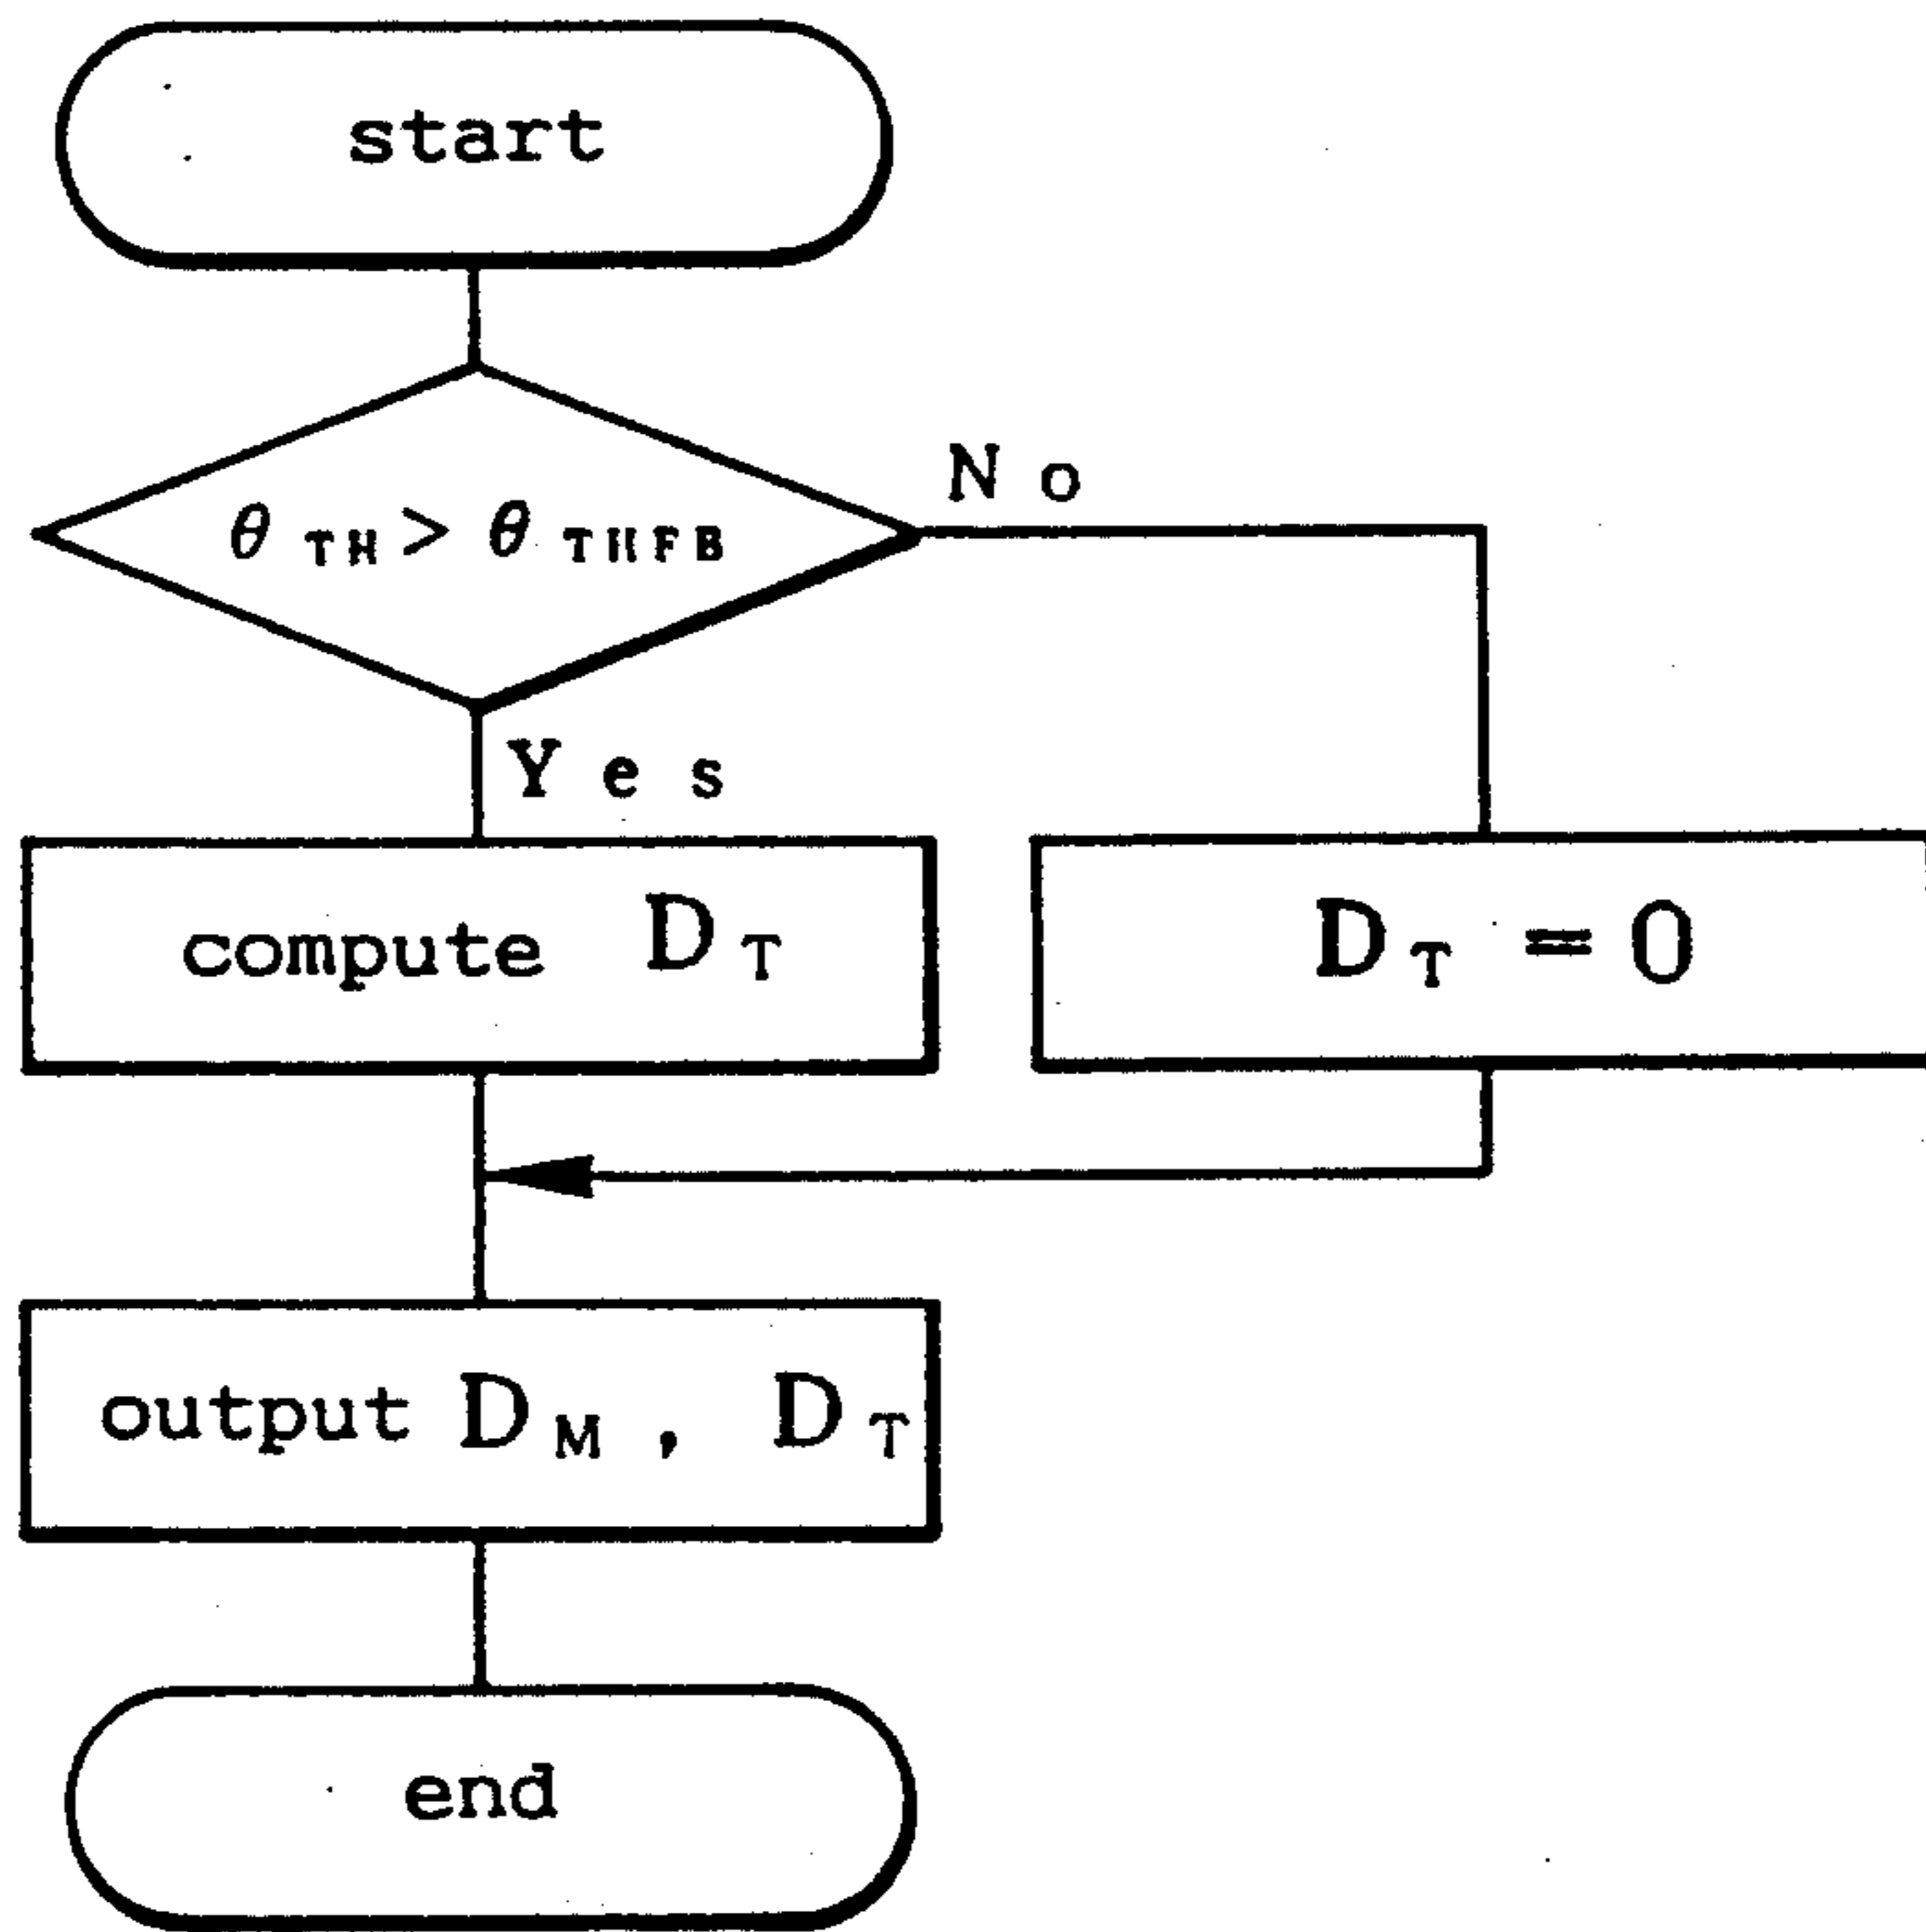 start
θ TH > θ THFB
No
Yes
compute D T
D T = 0
output D M , D T
end